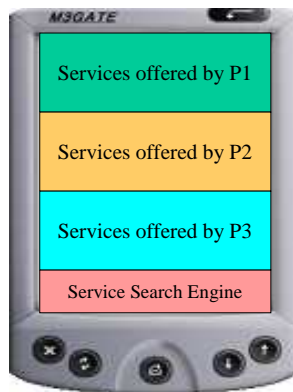 M3GATE
Services offered by P1
Services offered by P2
Services offered by P3
Service Search Engine